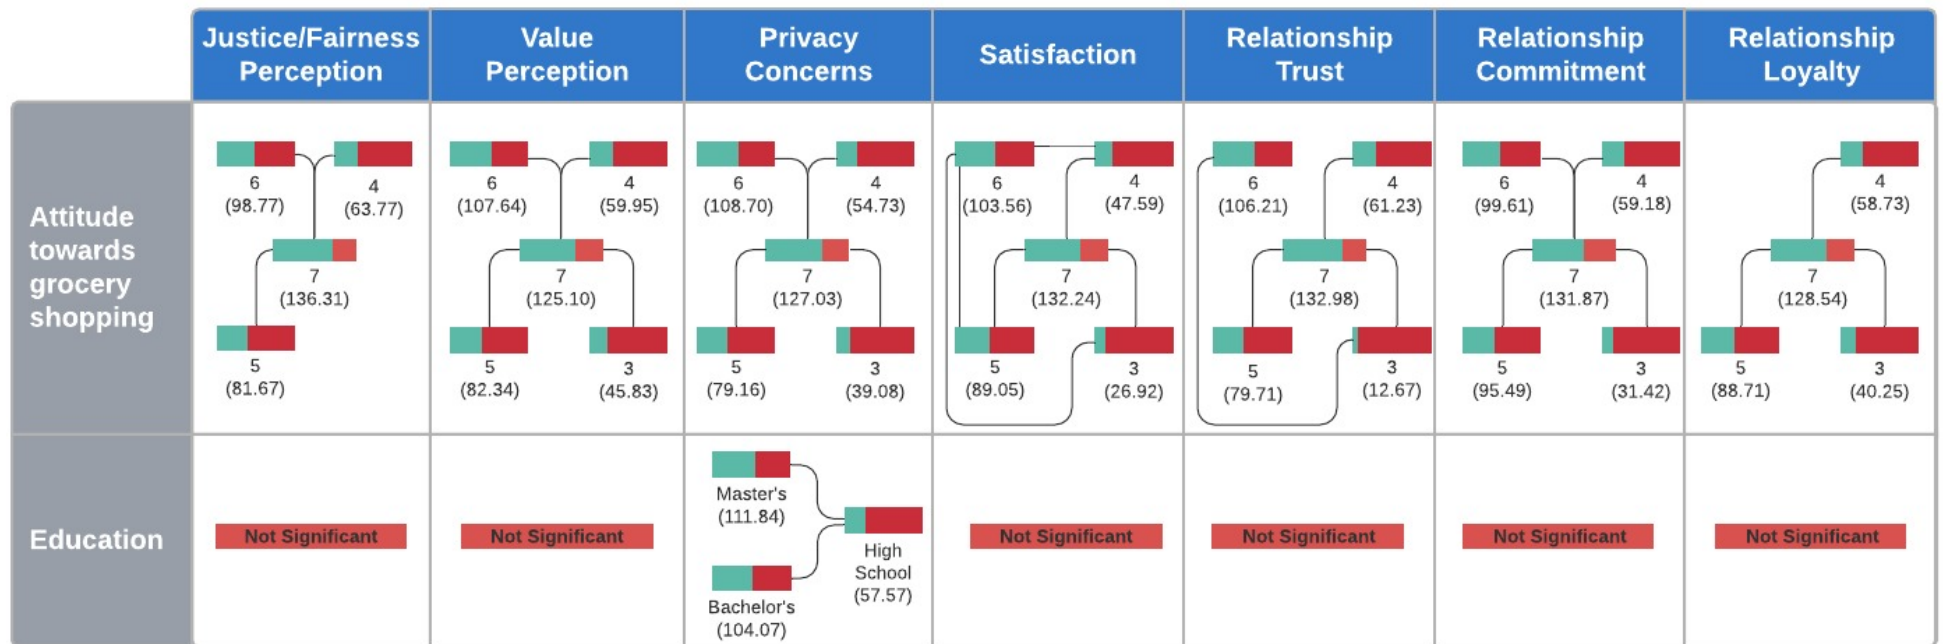 Justice/Fairness
Perception
Value
Perception
Privacy
Concerns
Satisfaction
Relationship
Trust
Relationship
Commitment
Relationship
Loyalty
Attitude
towards
grocery
shopping
6
(98.77)
4
(63.77)
7
(136.31)
5
(81.67)
6
(107.64)
4
(59.95)
7
(125.10)
5
(82.34)
3
(45.83)
6
(108.70)
4
(54.73)
7
(127.03)
5
(79.16)
3
(39.08)
6
(103.56)
4
(47.59)
7
(132.24)
5
(89.05)
3
(26.92)
6
(106.21)
4
(61.23)
7
(132.98)
5
(79.71)
3
(12.67)
6
(99.61)
4
(59.18)
7
(131.87)
5
(95.49)
3
(31.42)
4
(58.73)
7
(128.54)
5
(88.71)
3
(40.25)
Education
Not Significant
Not Significant
Master's
(111.84)
High
School
(57.57)
Bachelor's
(104.07)
Not Significant
Not Significant
Not Significant
Not Significant